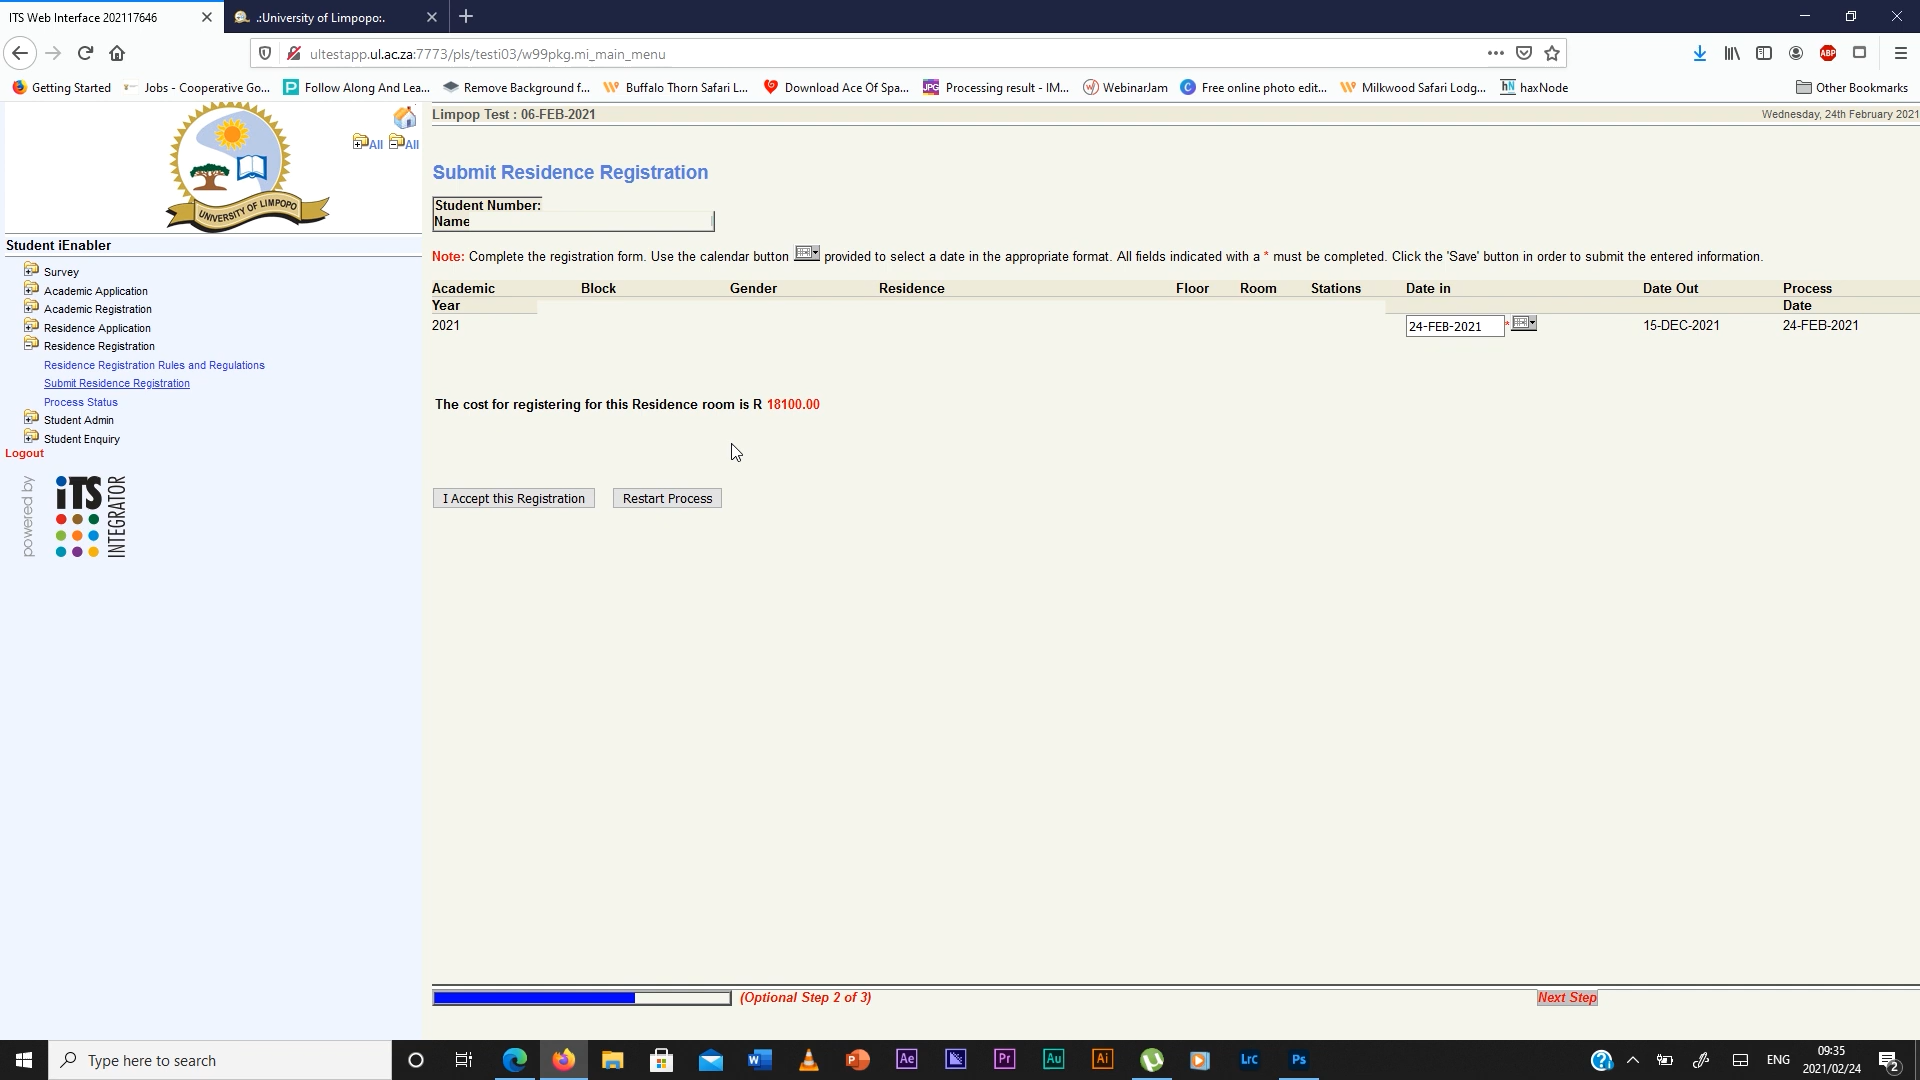 ITS Web Interface 202117646
.:University of Limpopo:.
ultestapp.ul.ac.za:7773/pls/testi03/w99pkg.mi_main_menu
ABP
Getting Started
Jobs - Cooperative Go...
Follow Along And Lea...
Remove Background f...
Buffalo Thorn Safari L...
Download Ace Of Spa...
JPG Processing result - IM...
WebinarJam
Free online photo edit...
Milkwood Safari Lodg...
hN haxNode
Other Bookmarks
UNIVERSITY OF LIMPOPO
All All
Limpop Test : 06-FEB-2021
Wednesday, 24th February 2021
Student iEnabler
Survey
Academic Application
Academic Registration
Residence Application
Residence Registration
Residence Registration Rules and Regulations
Submit Residence Registration
Process Status
Student Admin
Student Enquiry
Logout
powered by iTS INTEGRATOR
Submit Residence Registration
Student Number:
Name
Note: Complete the registration form. Use the calendar button provided to select a date in the appropriate format. All fields indicated with a * must be completed. Click the 'Save' button in order to submit the entered information.
Academic Year Block Gender Residence Floor Room Stations Date in Date Out Process Date
2021 24-FEB-2021 * 15-DEC-2021 24-FEB-2021
The cost for registering for this Residence room is R 18100.00
I Accept this Registration Restart Process
(Optional Step 2 of 3) Next Step
Type here to search
W P Ae Pr Au Ai Lrc Ps
ENG
09:35
2021/02/24
2